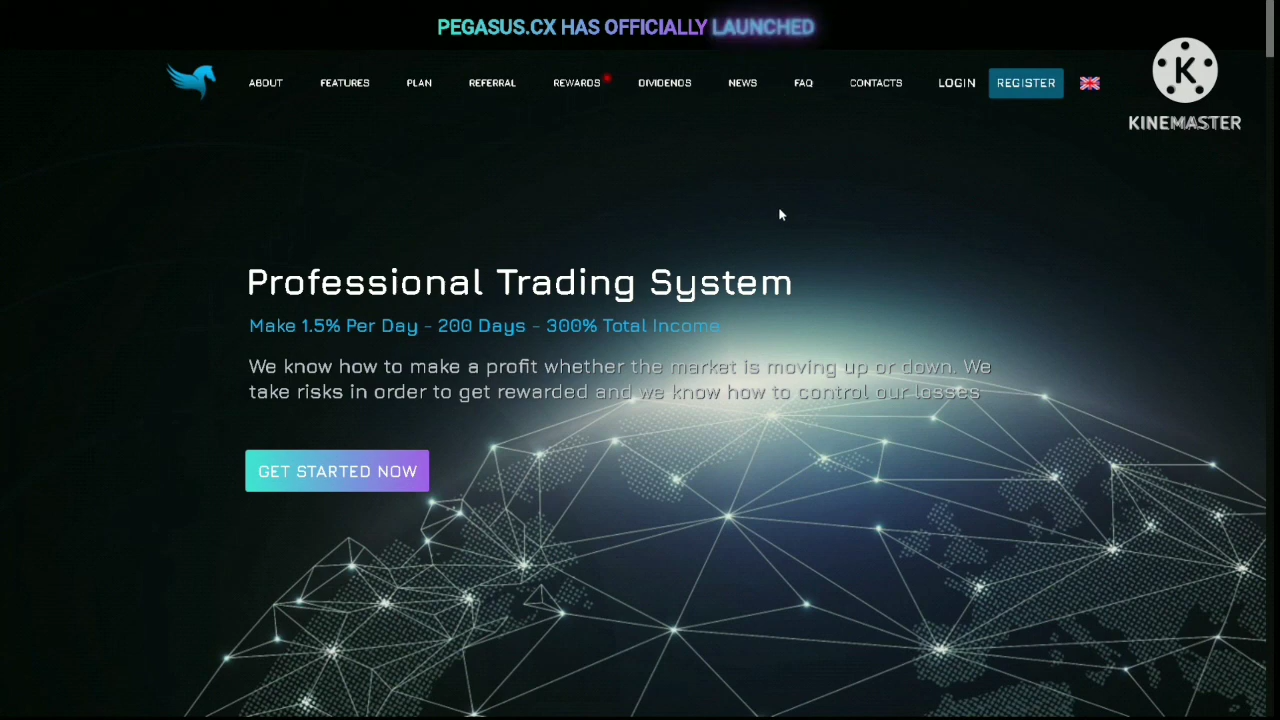 PEGASUS.CX HAS OFFICIALLY LAUNCHED
ABOUT FEATURES PLAN REFERRAL REWARDS DIVIDENDS NEWS FAQ CONTACTS LOGIN REGISTER
K
KINEMASTER
Professional Trading System
Make 1.5% Per Day - 200 Days - 300% Total Income
We know how to make a profit whether the market is moving up or down. We
take risks in order to get rewarded and we know how to control our losses
GET STARTED NOW